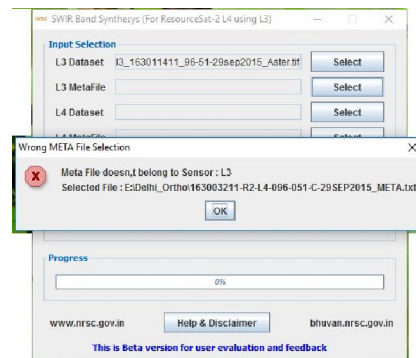 SWIR Band Synthesys (For ResourceSat-2 L4 using L3)
Input Selection
L3 Dataset l3_163011411_96-51-29sep2015_Aster.tif Select
L3 MetaFile Select
L4 Dataset Select
L4 MetaFile Select
Wrong META File Selection
Meta File doesn,t belong to Sensor : L3
Selected File : E:\Delhi_Ortho\163003211-R2-L4-096-051-C-29SEP2015_META.txt
OK
Progress
0%
www.nrsc.gov.in Help & Disclaimer bhuvan.nrsc.gov.in
This is Beta version for user evaluation and feedback